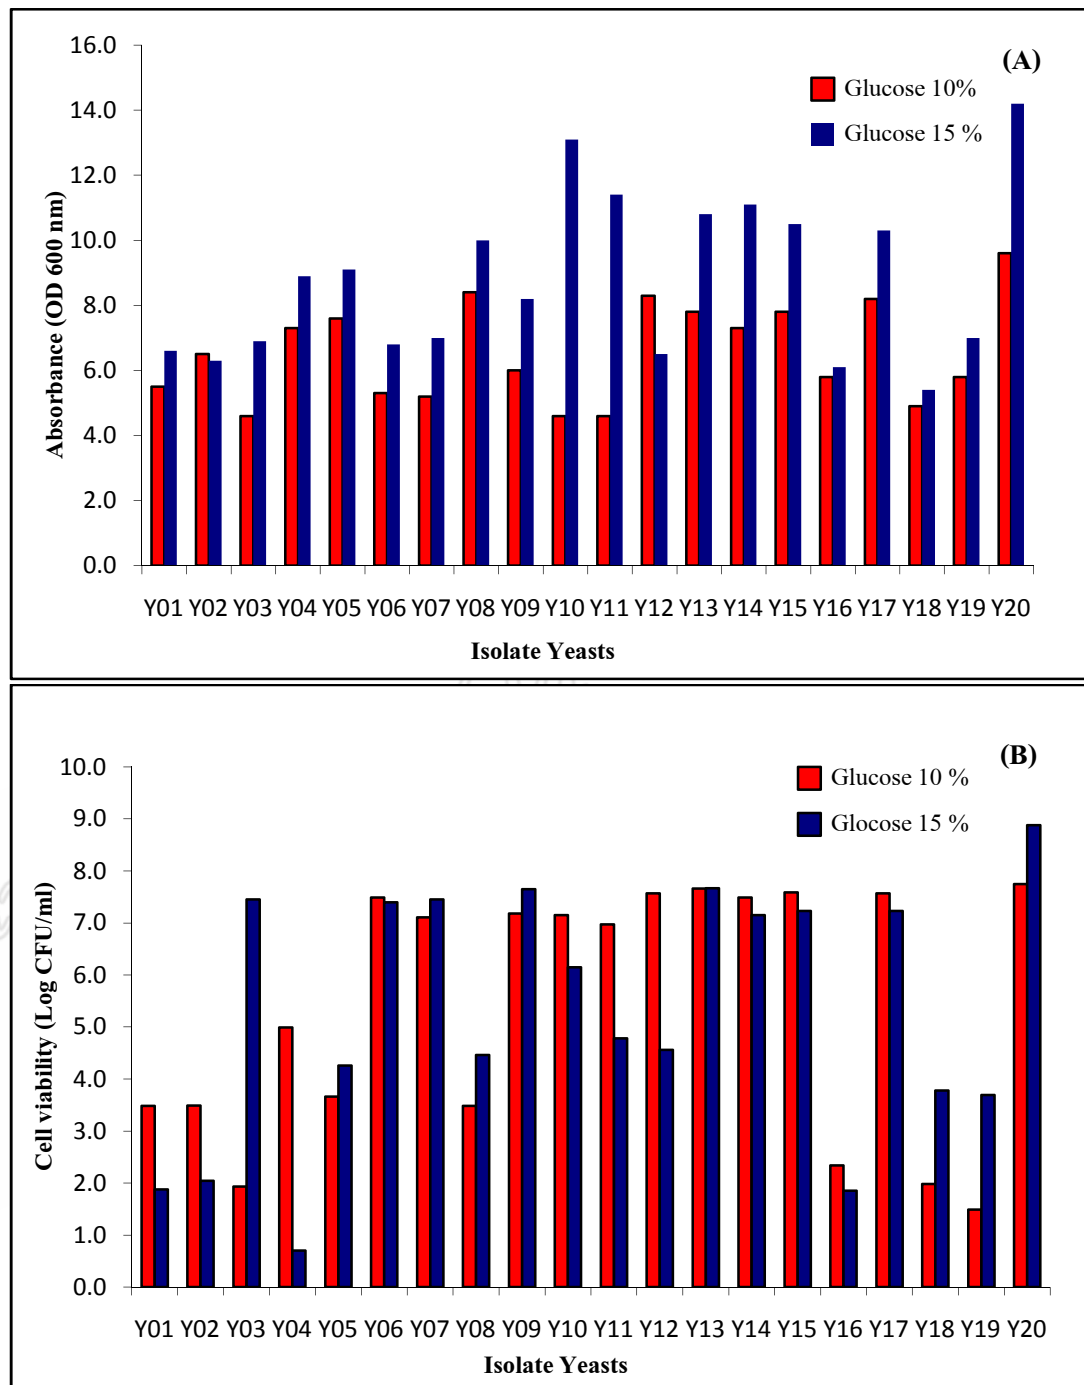 (A)
Glucose 10%
Glucose 15 %
16.0
14.0
12.0
10.0
8.0
6.0
4.0
2.0
0.0
Absorbance (OD 600 nm)
Y01 Y02 Y03 Y04 Y05 Y06 Y07 Y08 Y09 Y10 Y11 Y12 Y13 Y14 Y15 Y16 Y17 Y18 Y19 Y20
Isolate Yeasts
(B)
Glucose 10 %
Glocose 15 %
10.0
9.0
8.0
7.0
6.0
5.0
4.0
3.0
2.0
1.0
0.0
Cell viability (Log CFU/ml)
Y01 Y02 Y03 Y04 Y05 Y06 Y07 Y08 Y09 Y10 Y11 Y12 Y13 Y14 Y15 Y16 Y17 Y18 Y19 Y20
Isolate Yeasts